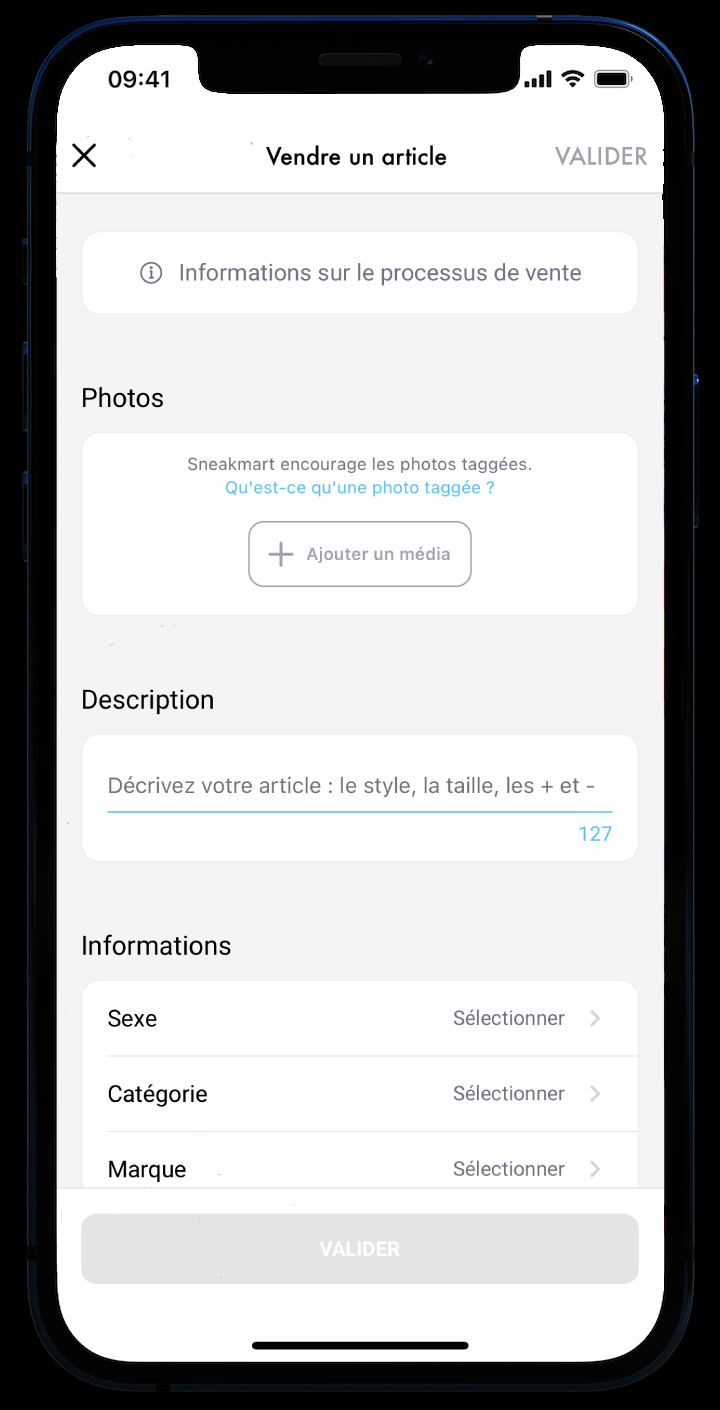 09:41
Vendre un article
VALIDER
Informations sur le processus de vente
Photos
Sneakmart encourage les photos taggées.
Qu'est-ce qu'une photo taggée ?
Ajouter un média
Description
Décrivez votre article : le style, la taille, les + et -
127
Informations
Sexe Sélectionner
Catégorie Sélectionner
Marque Sélectionner
VALIDER